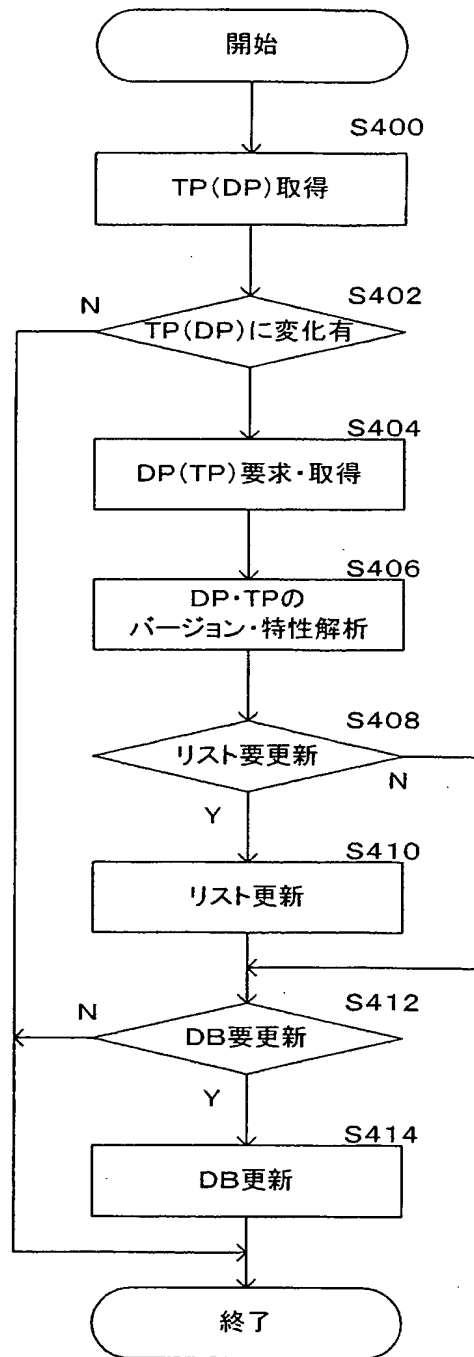 開始
S400
TP(DP)取得
S402
N
TP(DP)に変化有
S404
DP(TP)要求・取得
S406
DP・TPの
バージョン・特性解析
S408
リスト要更新
N
Y
S410
リスト更新
S412
N
DB要更新
Y
S414
DB更新
終了